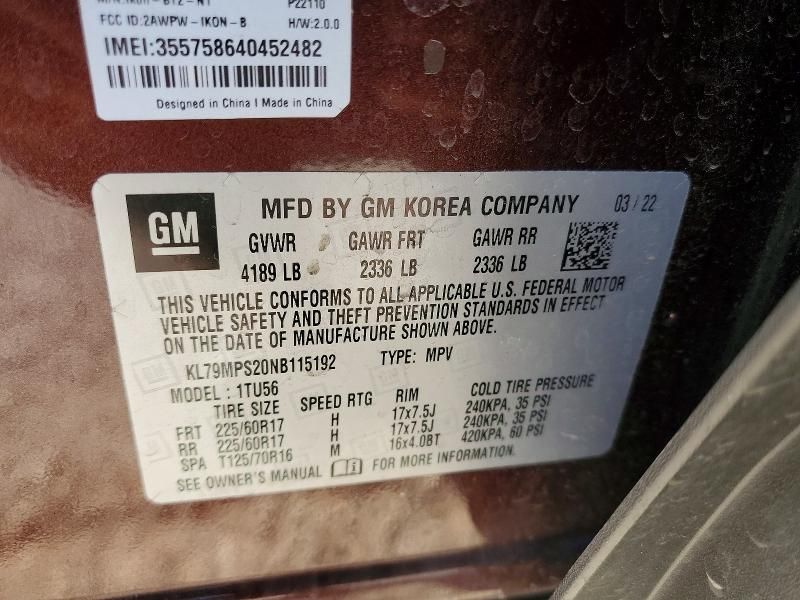 P22110
FCC ID:2AWPW-IKON-B H/W:2.0.0
IMEI:355758640452482
Designed in China I Made in China
GM MFD BY GM KOREA COMPANY 03/22
GVWR GAWR FRT GAWR RR
4189 LB 2336 LB 2336 LB
THIS VEHICLE CONFORMS TO ALL APPLICABLE U.S. FEDERAL MOTOR
VEHICLE SAFETY AND THEFT PREVENTION STANDARDS IN EFFECT
ON THE DATE OF MANUFACTURE SHOWN ABOVE.
KL79MPS20NB115192 TYPE: MPV
MODEL : 1TU56
TIRE SIZE SPEED RTG RIM COLD TIRE PRESSURE
FRT 225/60R17 H 17x7.5J 240KPA, 35 PSI
RR 225/60R17 H 17x7.5J 240KPA, 35 PSI
SPA T125/70R16 M 16x4.0BT 420KPA, 60 PSI
SEE OWNER'S MANUAL FOR MORE INFORMATION.